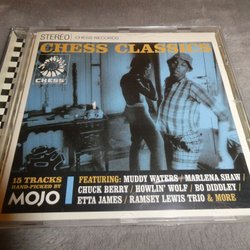 STEREO CHESS RECORDS
CHESS CLASSICS
CHESS
15 TRACKS
HAND-PICKED BY
MOJO
FEATURING: MUDDY WATERS / MARLENA SHAW /
CHUCK BERRY / HOWLIN' WOLF / BO DIDDLEY /
ETTA JAMES / RAMSEY LEWIS TRIO & MORE